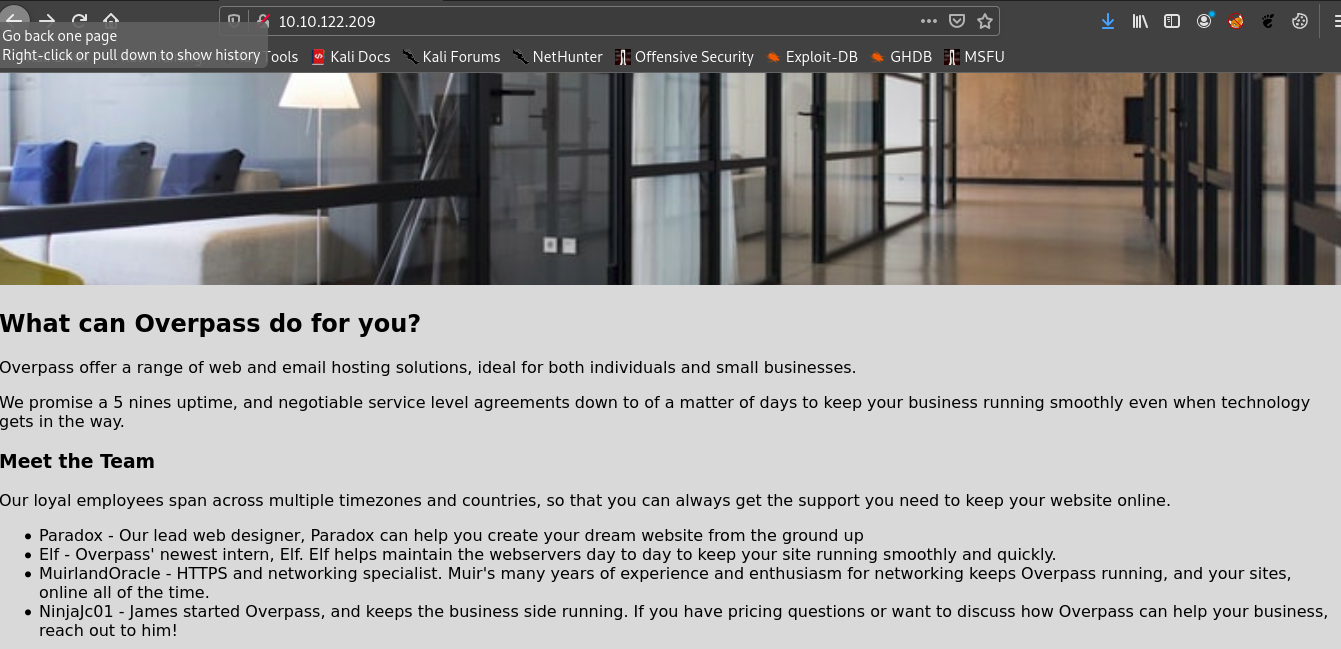 10.10.122.209
Go back one page
Right-click or pull down to show history
Tools Kali Docs Kali Forums NetHunter Offensive Security Exploit-DB GHDB MSFU
What can Overpass do for you?
Overpass offer a range of web and email hosting solutions, ideal for both individuals and small businesses.
We promise a 5 nines uptime, and negotiable service level agreements down to of a matter of days to keep your business running smoothly even when technology
gets in the way.
Meet the Team
Our loyal employees span across multiple timezones and countries, so that you can always get the support you need to keep your website online.
• Paradox - Our lead web designer, Paradox can help you create your dream website from the ground up
• Elf - Overpass' newest intern, Elf. Elf helps maintain the webservers day to day to keep your site running smoothly and quickly.
• MuirlandOracle - HTTPS and networking specialist. Muir's many years of experience and enthusiasm for networking keeps Overpass running, and your sites,
online all of the time.
• NinjaJc01 - James started Overpass, and keeps the business side running. If you have pricing questions or want to discuss how Overpass can help your business,
reach out to him!